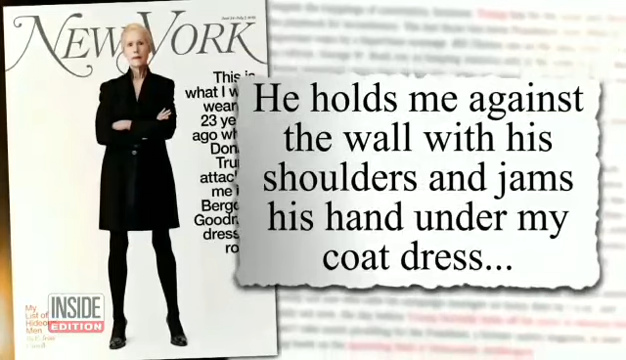 NEW YORK
This is
what I w
wear
23 ye
ago wh
Don
Tru
attac
me
Berg
Good
dress
ro
He holds me against
the wall with his
shoulders and jams
his hand under my
coat dress...
My
List of
Hideo
Men
INSIDE
EDITION